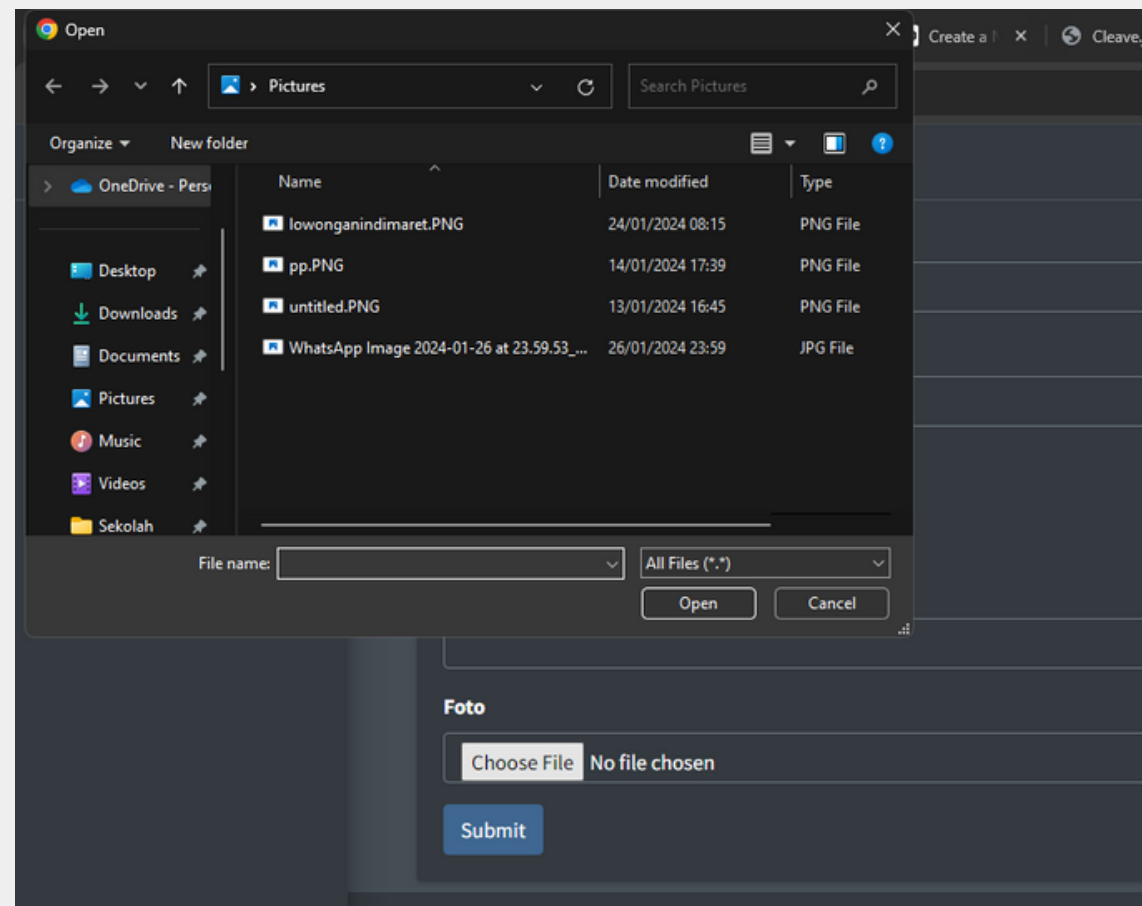 Open
Create a
Cleave.
Pictures
Search Pictures
Organize
New folder
OneDrive - Pers
Name
Date modified
Type
lowonganindimaret.PNG
24/01/2024 08:15
PNG File
Desktop
pp.PNG
14/01/2024 17:39
PNG File
Downloads
untitled.PNG
13/01/2024 16:45
PNG File
Documents
WhatsApp Image 2024-01-26 at 23.59.53_...
26/01/2024 23:59
JPG File
Pictures
Music
Videos
Sekolah
File name:
All Files (*.*)
Open
Cancel
Foto
Choose File
No file chosen
Submit